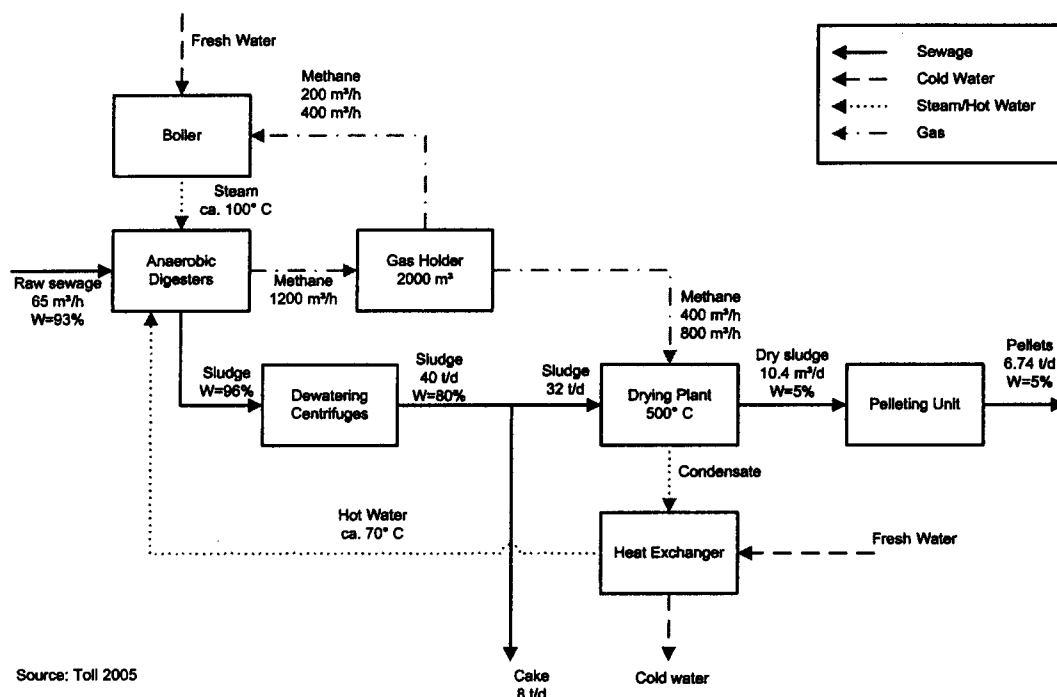 Fresh Water
Sewage
Cold Water
Steam/Hot Water
Gas
Methane
200 m³/h
400 m³/h
Boiler
Steam
ca. 100° C
Anaerobic
Digesters
Gas Holder
2000 m³
Raw sewage
65 m³/h
W=93%
Methane
1200 m³/h
Methane
400 m³/h
800 m³/h
Sludge
W=96%
Dewatering
Centrifuges
Sludge
40 t/d
W=80%
Sludge
32 t/d
Drying Plant
500° C
Dry sludge
10.4 m³/d
W=5%
Pelleting Unit
Pellets
6.74 t/d
W=5%
Condensate
Hot Water
ca. 70° C
Heat Exchanger
Fresh Water
Source: Toll 2005
Cake
8 t/d
Cold water